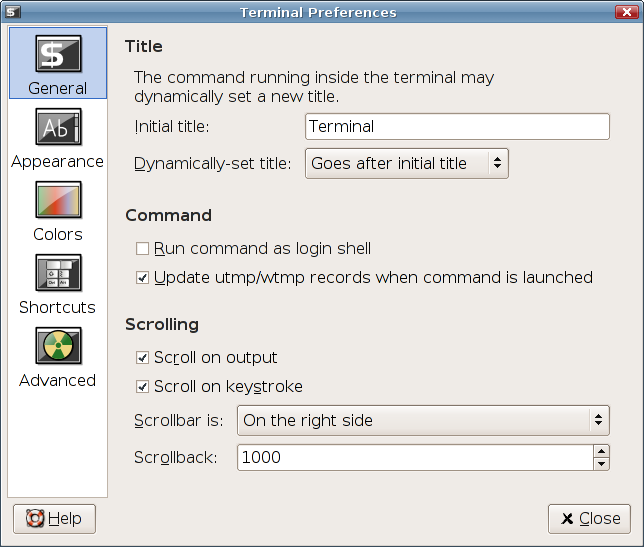 Terminal Preferences
General
Appearance
Colors
Shortcuts
Advanced
Title
The command running inside the terminal may
dynamically set a new title.
Initial title: Terminal
Dynamically-set title: Goes after initial title
Command
Run command as login shell
Update utmp/wtmp records when command is launched
Scrolling
Scroll on output
Scroll on keystroke
Scrollbar is: On the right side
Scrollback: 1000
Help
Close